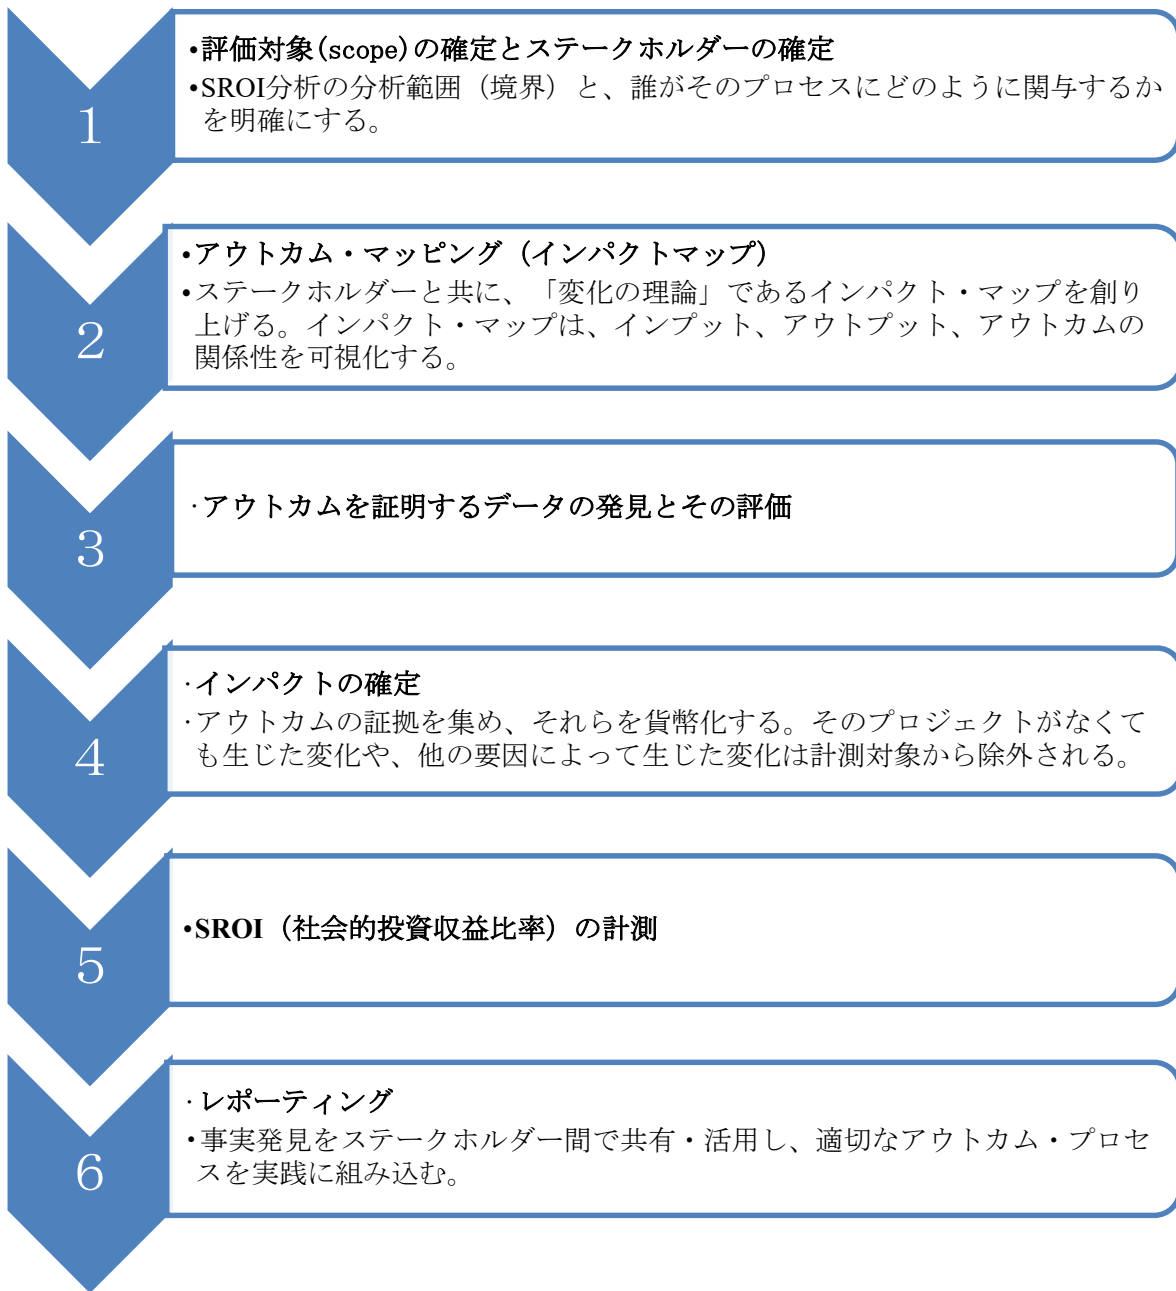 1
•評価対象(scope)の確定とステークホルダーの確定
•SROI分析の分析範囲（境界）と、誰がそのプロセスにどのように関与するか
を明確にする。
2
•アウトカム・マッピング（インパクトマップ）
•ステークホルダーと共に、「変化の理論」であるインパクト・マップを創り
上げる。インパクト・マップは、インプット、アウトプット、アウトカムの
関係性を可視化する。
3
·アウトカムを証明するデータの発見とその評価
4
·インパクトの確定
·アウトカムの証拠を集め、それらを貨幣化する。そのプロジェクトがなくて
も生じた変化や、他の要因によって生じた変化は計測対象から除外される。
5
•SROI（社会的投資収益比率）の計測
6
·レポーティング
•事実発見をステークホルダー間で共有・活用し、適切なアウトカム・プロセ
スを実践に組み込む。